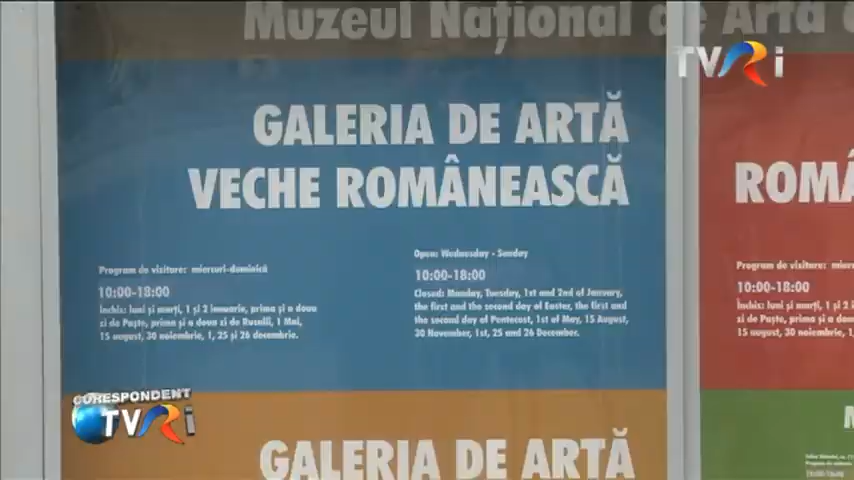 Muzeul Național de Artă
TVRi
GALERIA DE ARTĂ
VECHE ROMÂNEASCĂ
Program de vizitare: miercuri-duminică
10:00-18:00
Închis: luni și marți, 1 și 2 ianuarie, prima și a doua
zi de Paște, prima și a doua zi de Rusalii, 1 Mai,
15 august, 30 noiembrie, 1, 25 și 26 decembrie.
Open: Wednesday - Sunday
10:00-18:00
Closed: Monday, Tuesday, 1st and 2nd of January,
the first and the second day of Easter, the first and
the second day of Pentecost, 1st of May, 15 August,
30 November, 1st, 25 and 26 December.
ROMÂ
Program de vizitare:
10:00-18:00
Închis: luni și marți, 1 și 2
zi de Paște, prima și a dou
15 august, 30 noiembrie, 1,
CORESPONDENT
TVRi
GALERIA DE ARTĂ
M